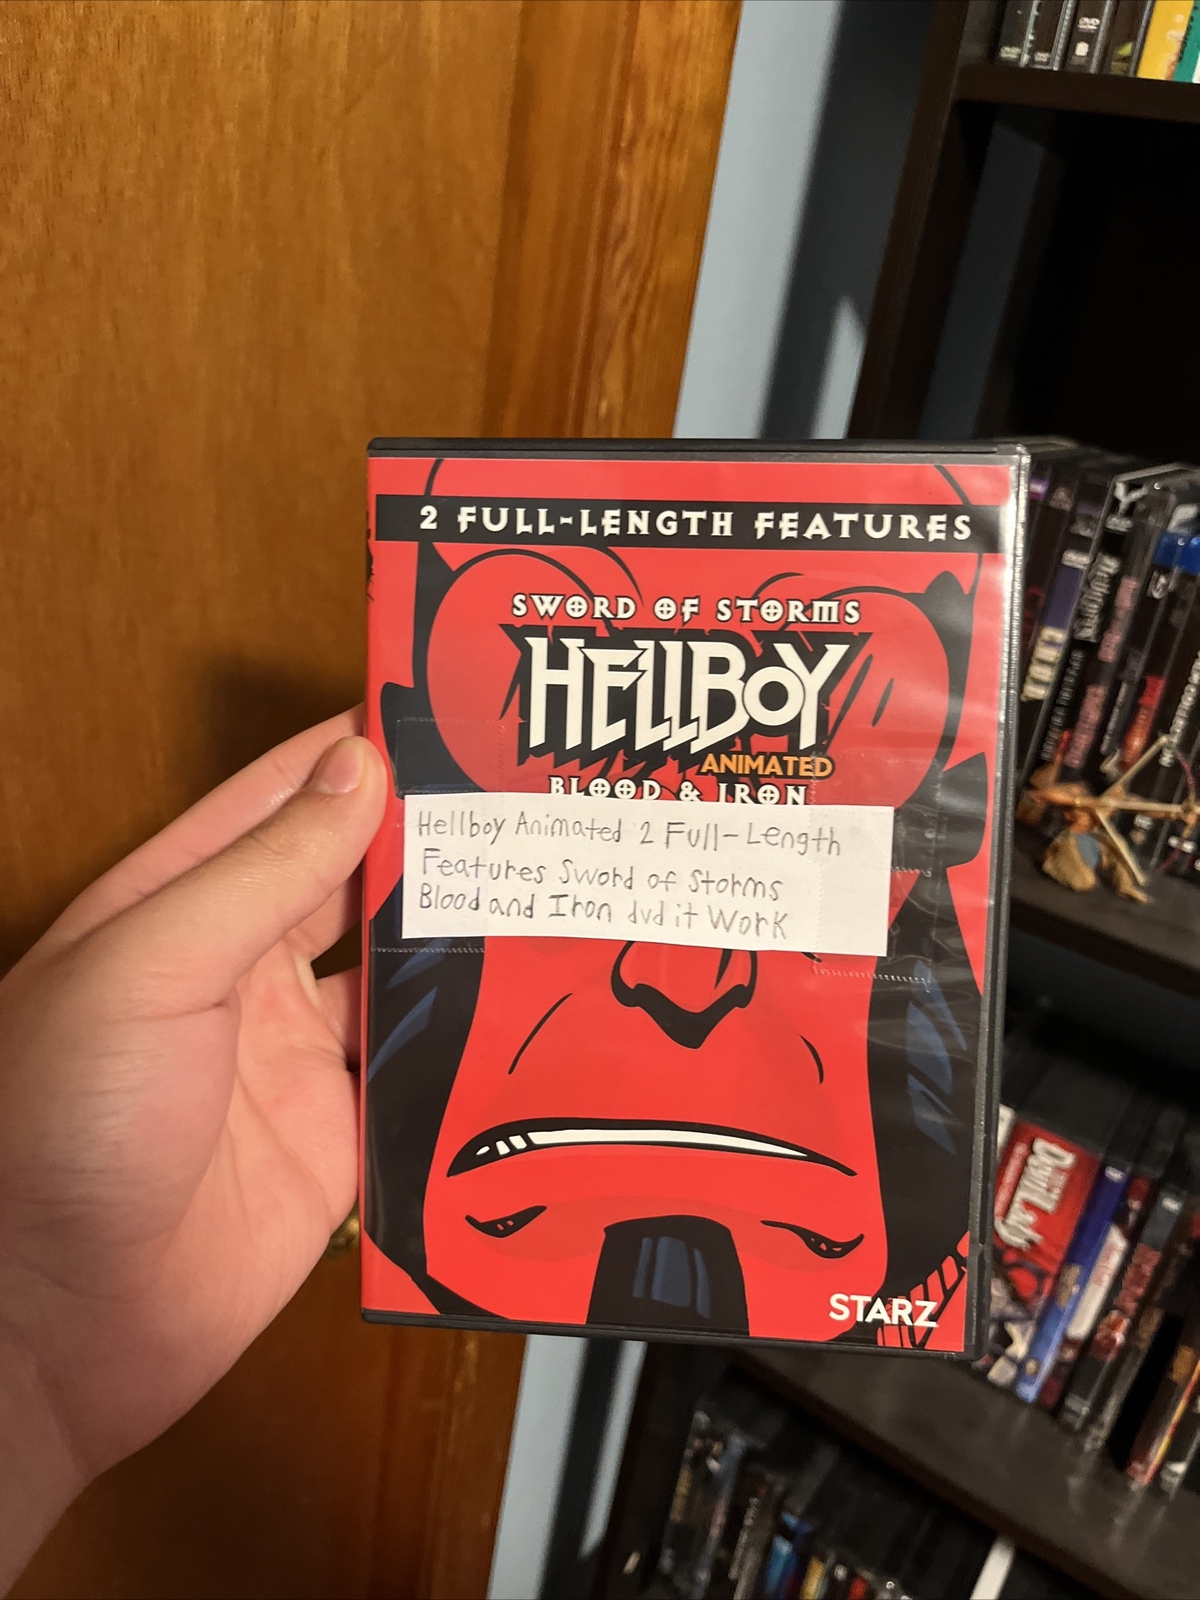 2 FULL-LENGTH FEATURES
SWORD OF STORMS
HELLBOY
ANIMATED
BLOOD & IRON
Hellboy Animated 2 Full-Length
Features Sword of Storms
Blood and Iron dvd it Work
STARZ